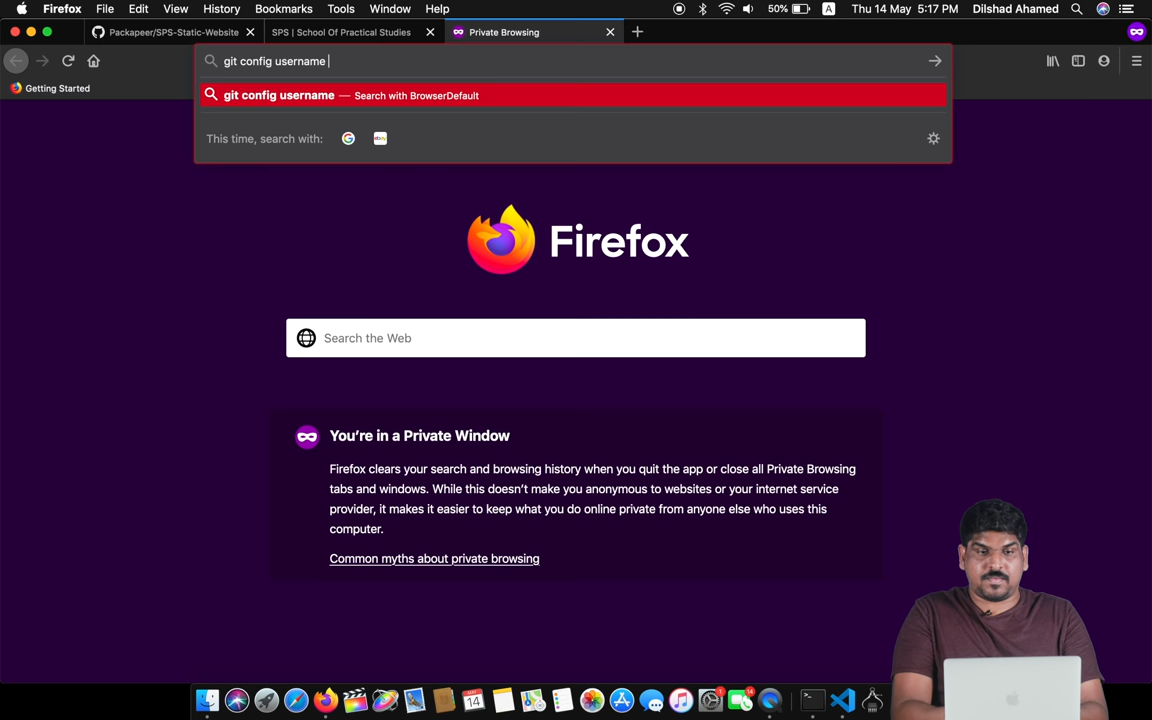 Firefox File Edit View History Bookmarks Tools Window Help 50% A Thu 14 May 5:17 PM Dilshad Ahamed
Packapeer/SPS-Static-Website SPS | School Of Practical Studies Private Browsing
git config username
Getting Started
git config username — Search with BrowserDefault
This time, search with:
Firefox
Search the Web
You're in a Private Window
Firefox clears your search and browsing history when you quit the app or close all Private Browsing
tabs and windows. While this doesn't make you anonymous to websites or your internet service
provider, it makes it easier to keep what you do online private from anyone else who uses this
computer.
Common myths about private browsing